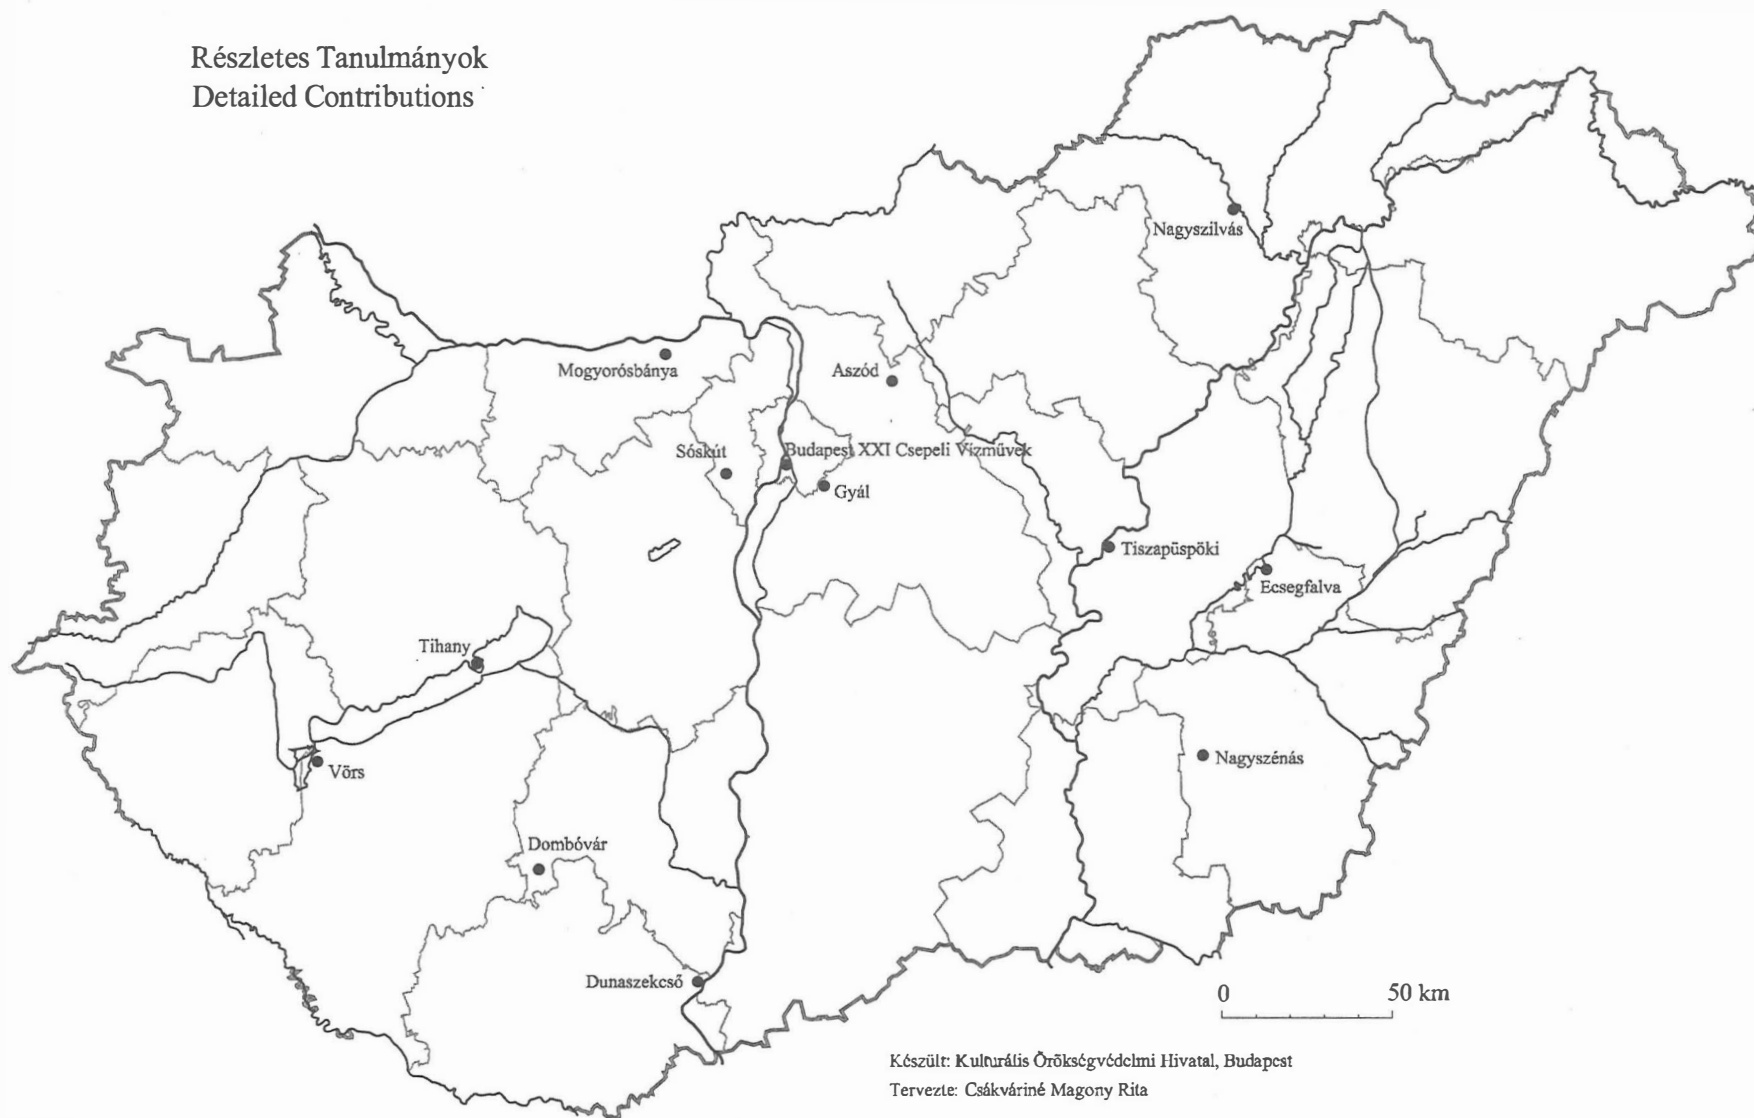 Részletes Tanulmányok
Detailed Contributions
Nagyszilvás
Mogyorósbánya
Aszód
Sóskút
Budapest XXI Csepeli Vízművek
Gyál
Tiszapüspöki
Ecsegfalva
Tihany
Vörs
Nagyszénás
Dombóvár
Dunaszekcső
0 50 km
Készült: Kulturális Örökségvédelmi Hivatal, Budapest
Tervezte: Csákváriné Magony Rita